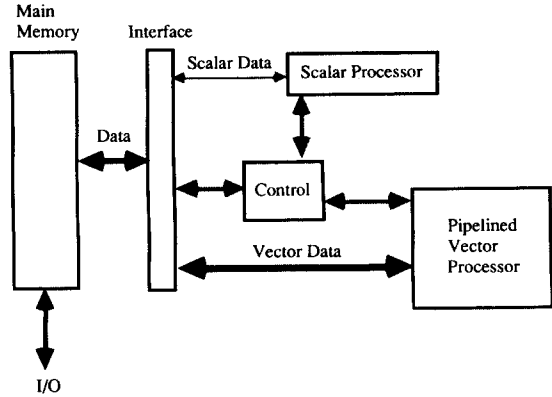 Main
Memory
Interface
Scalar Data
Scalar Processor
Data
Control
Pipelined
Vector
Processor
Vector Data
I/O